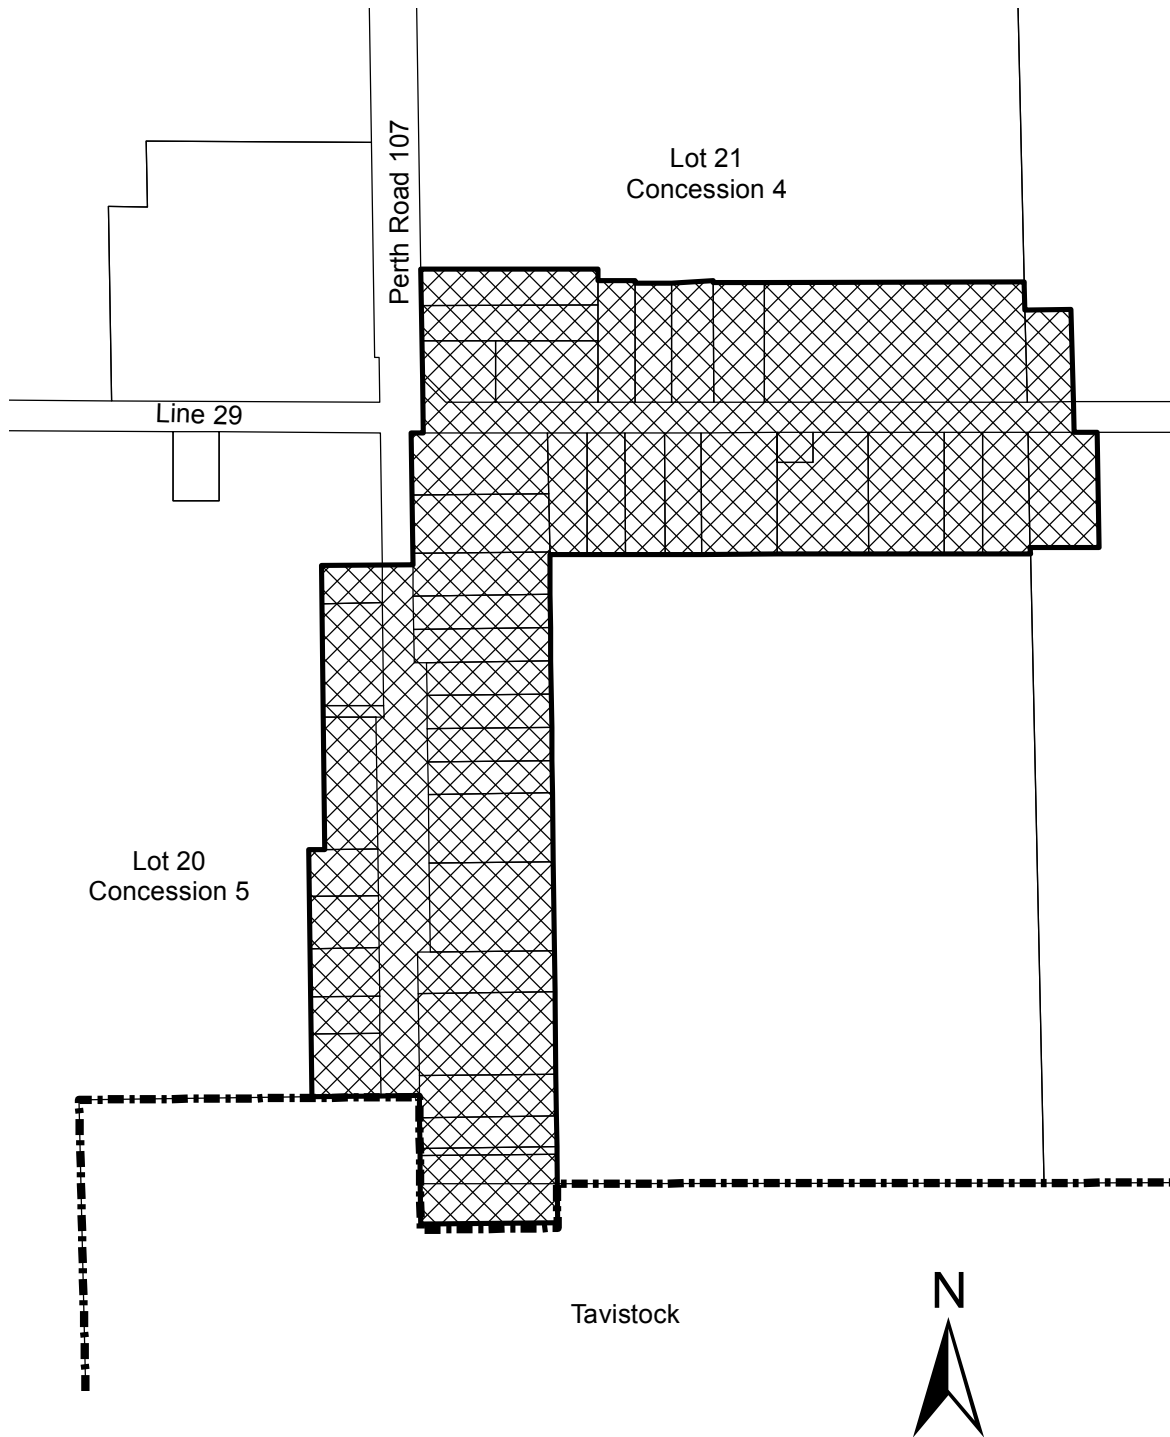 Perth Road 107
Lot 21
Concession 4
Line 29
Lot 20
Concession 5
N
Tavistock